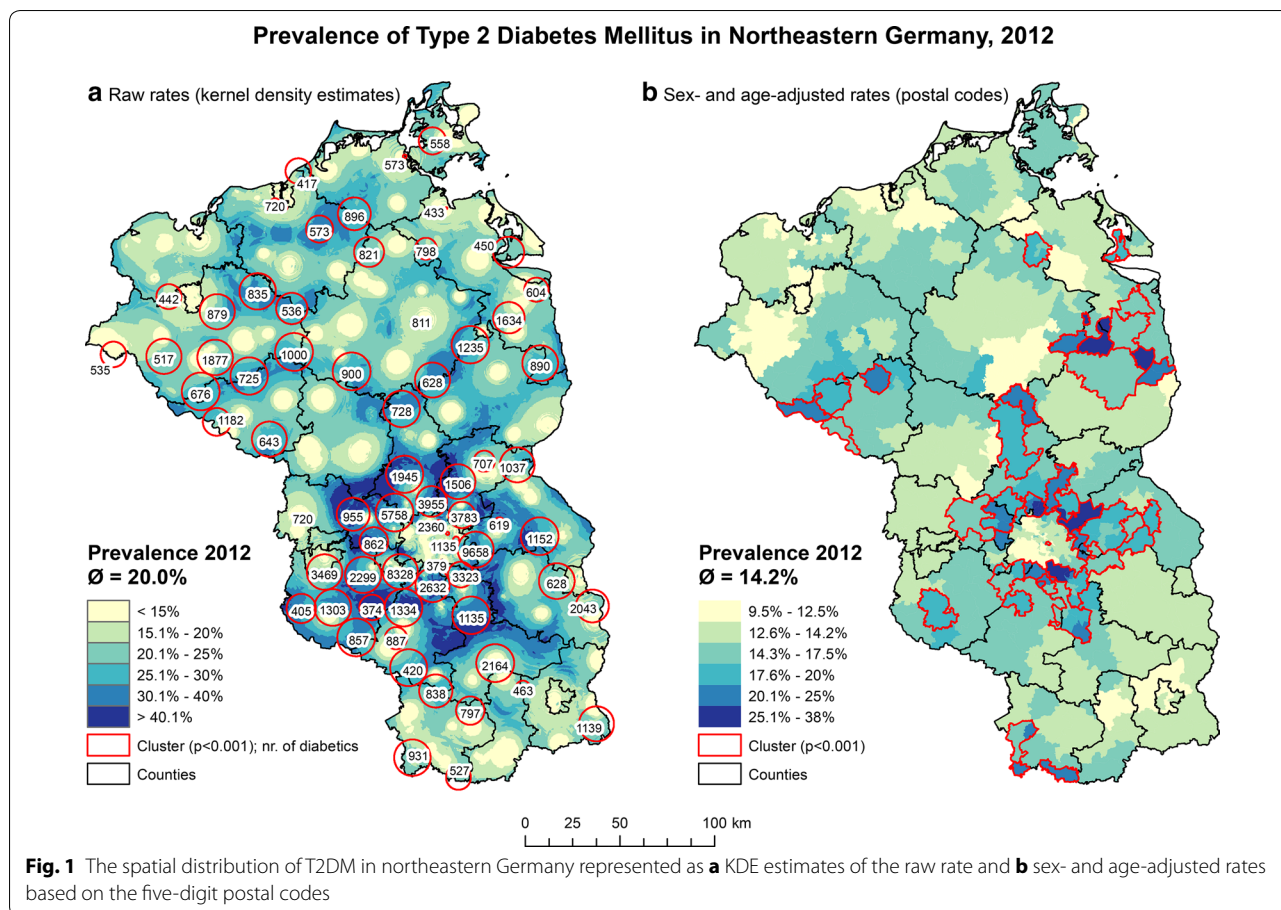 Prevalence of Type 2 Diabetes Mellitus in Northeastern Germany, 2012
a Raw rates (kernel density estimates)
558
573
417
720
896
433
573
821
798
450
442
835
604
879
536
811
1634
535
517
1877
1000
1235
725
900
628
890
676
728
1182
643
707
1037
1945
1506
3955
720
955
5758
3783
619
2360
1152
862
1135
9658
379
3469
2299
8328
3323
628
2632
405
1303
374
1334
1135
2043
857
887
2164
420
838
463
797
1139
931
527
Prevalence 2012
Ø = 20.0%
< 15%
15.1% - 20%
20.1% - 25%
25.1% - 30%
30.1% - 40%
> 40.1%
Cluster (p<0.001); nr. of diabetics
Counties
b Sex- and age-adjusted rates (postal codes)
Prevalence 2012
Ø = 14.2%
9.5% - 12.5%
12.6% - 14.2%
14.3% - 17.5%
17.6% - 20%
20.1% - 25%
25.1% - 38%
Cluster (p<0.001)
Counties
0 25 50 100 km
Fig. 1 The spatial distribution of T2DM in northeastern Germany represented as a KDE estimates of the raw rate and b sex- and age-adjusted rates
based on the five-digit postal codes